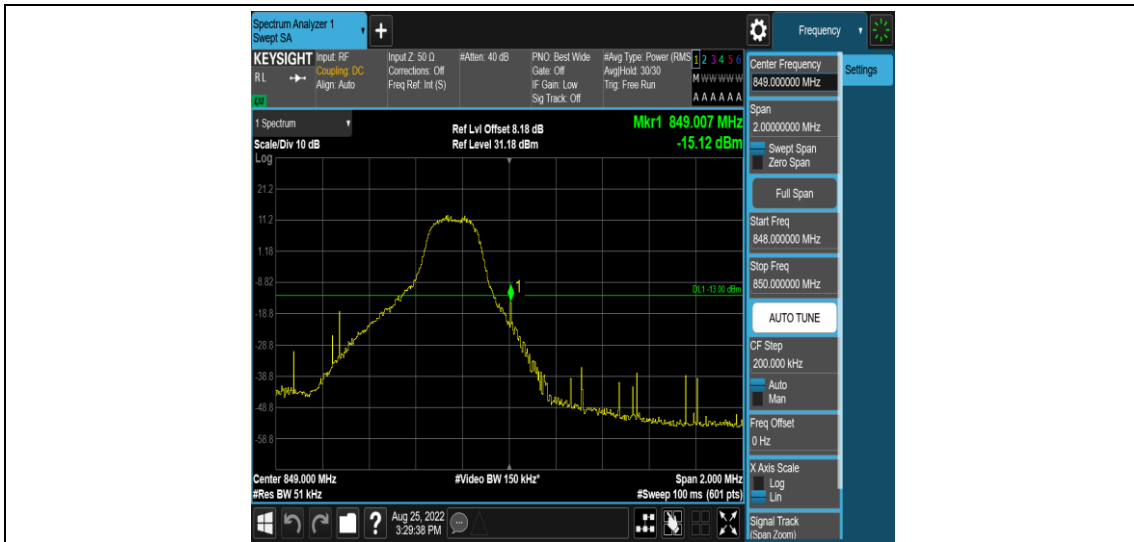 Spectrum Analyzer 1
Swept SA
+
Frequency
KEYSIGHT
RL
LXI
Input: RF
Coupling: DC
Align: Auto
Input Z: 50 Ω
Corrections: Off
Freq Ref: Int (S)
#Atten: 40 dB
PNO: Best Wide
Gate: Off
IF Gain: Low
Sig Track: Off
#Avg Type: Power (RMS
Avg|Hold: 30/30
Trig: Free Run
1 2 3 4 5 6
M W W W W W
A A A A A A
1 Spectrum
Scale/Div 10 dB
Log
Ref Lvl Offset 8.18 dB
Ref Level 31.18 dBm
Mkr1 849.007 MHz
-15.12 dBm
21.2
11.2
1.18
-8.82
-18.8
-28.8
-38.8
-48.8
-58.8
1
DL1 -13.00 dBm
Center 849.000 MHz
#Res BW 51 kHz
#Video BW 150 kHz*
Span 2.000 MHz
#Sweep 100 ms (601 pts)
?
Aug 25, 2022
3:29:38 PM
Center Frequency
849.000000 MHz
Settings
Span
2.00000000 MHz
Swept Span
Zero Span
Full Span
Start Freq
848.000000 MHz
Stop Freq
850.000000 MHz
AUTO TUNE
CF Step
200.000 kHz
Auto
Man
Freq Offset
0 Hz
X Axis Scale
Log
Lin
Signal Track
(Span Zoom)